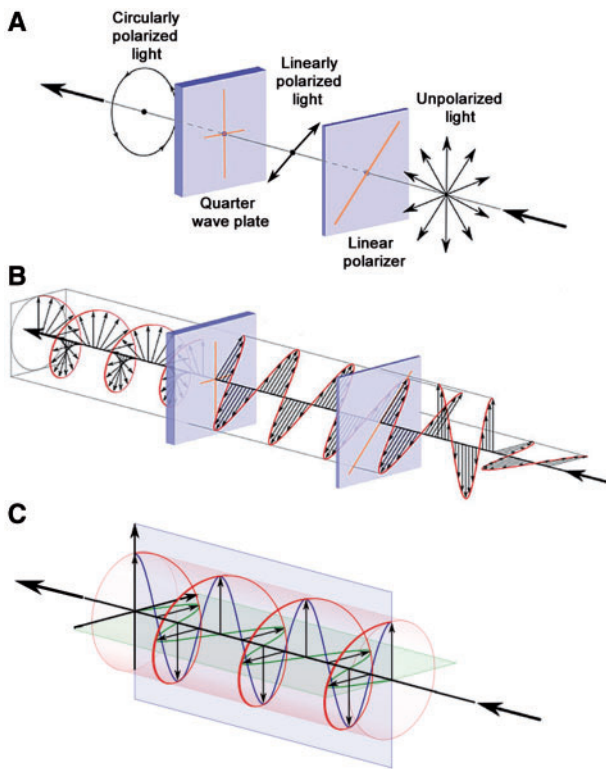 A
Circularly
polarized
light
Linearly
polarized
light
Unpolarized
light
Quarter
wave plate
Linear
polarizer
B
C